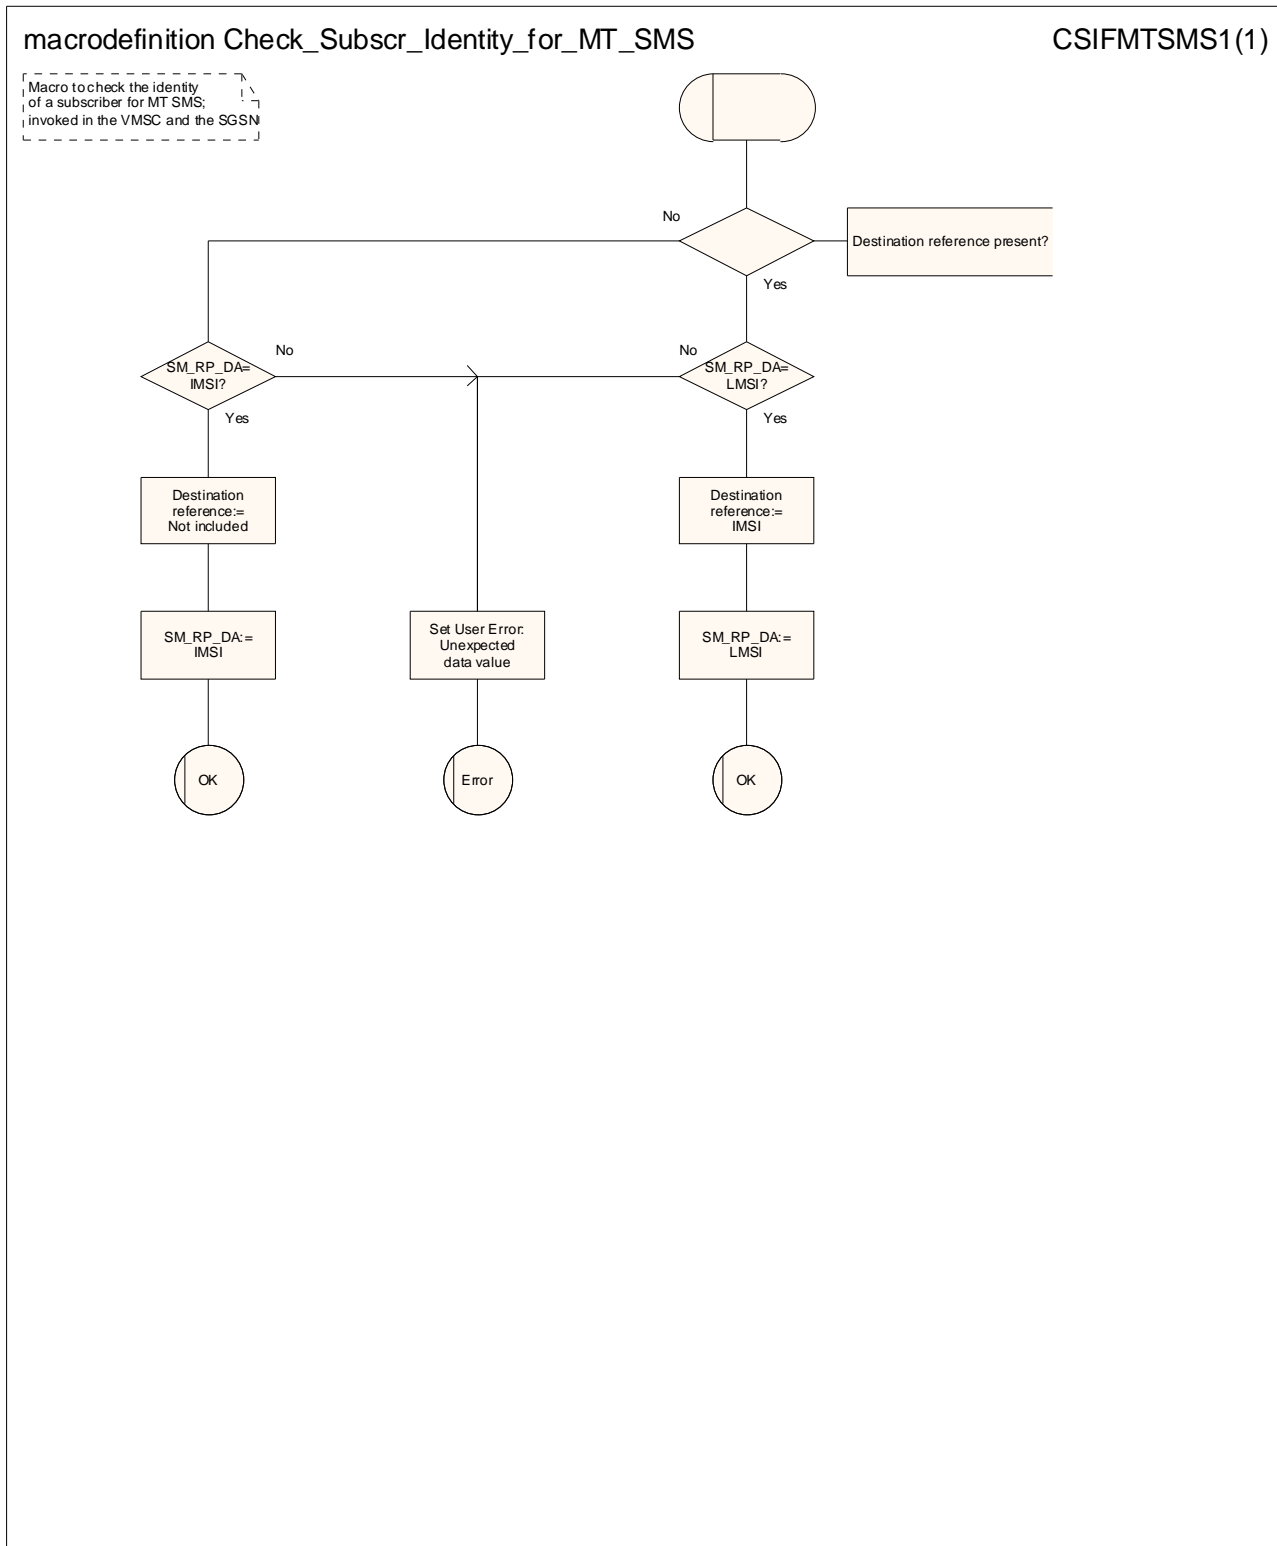 macrodefinition Check_Subscr_Identity_for_MT_SMS
CSIFMTSMS1(1)
Macro to check the identity
of a subscriber for MT SMS;
invoked in the VMSC and the SGSN
No
Destination reference present?
Yes
SM_RP_DA=
IMSI?
No
Yes
No
SM_RP_DA=
LMSI?
Yes
Destination
reference:=
Not included
Destination
reference:=
IMSI
SM_RP_DA:=
IMSI
Set User Error:
Unexpected
data value
SM_RP_DA:=
LMSI
OK
Error
OK